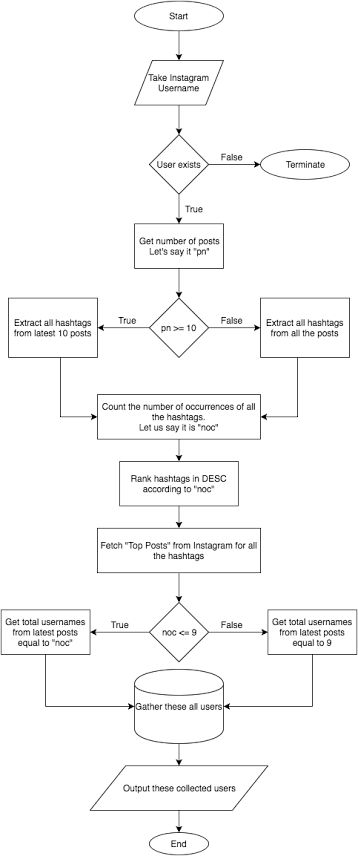 Start
Take Instagram
Username
User exists
False
Terminate
True
Get number of posts
Let's say it "pn"
Extract all hashtags
from latest 10 posts
True
pn >= 10
False
Extract all hashtags
from all the posts
Count the number of occurrences of all
the hashtags.
Let us say it is "noc"
Rank hashtags in DESC
according to "noc"
Fetch "Top Posts" from Instagram for all
the hashtags
Get total usernames
from latest posts
equal to "noc"
True
noc <= 9
False
Get total usernames
from latest posts
equal to 9
Gather these all users
Output these collected users
End